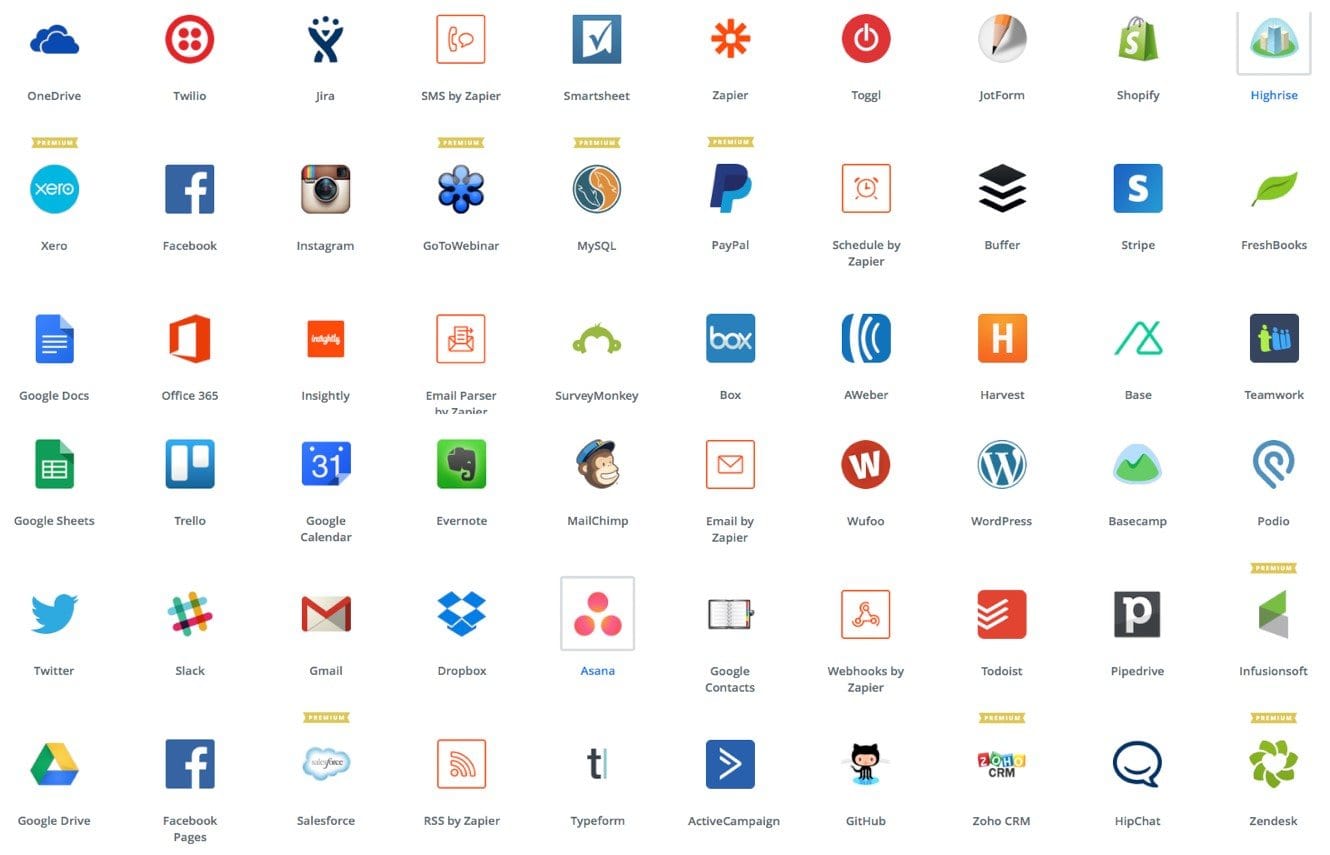 OneDrive
Twilio
Jira
SMS by Zapier
Smartsheet
Zapier
Toggl
JotForm
S
Shopify
Highrise
PREMIUM
PREMIUM
PREMIUM
PREMIUM
xero
f
S
Xero
Facebook
Instagram
GoToWebinar
MySQL
PayPal
Schedule by
Zapier
Buffer
Stripe
FreshBooks
insightly
box
H
Google Docs
Office 365
Insightly
Email Parser
by Zapier
SurveyMonkey
Box
AWeber
Harvest
Base
Teamwork
31
W
W
Google Sheets
Trello
Google
Calendar
Evernote
MailChimp
Email by
Zapier
Wufoo
WordPress
Basecamp
Podio
PREMIUM
p
Twitter
Slack
Gmail
Dropbox
Asana
Google
Contacts
Webhooks by
Zapier
Todoist
Pipedrive
Infusionsoft
PREMIUM
PREMIUM
PREMIUM
f
salesforce
t
ZOHO
CRM
Google Drive
Facebook
Pages
Salesforce
RSS by Zapier
Typeform
ActiveCampaign
GitHub
Zoho CRM
HipChat
Zendesk